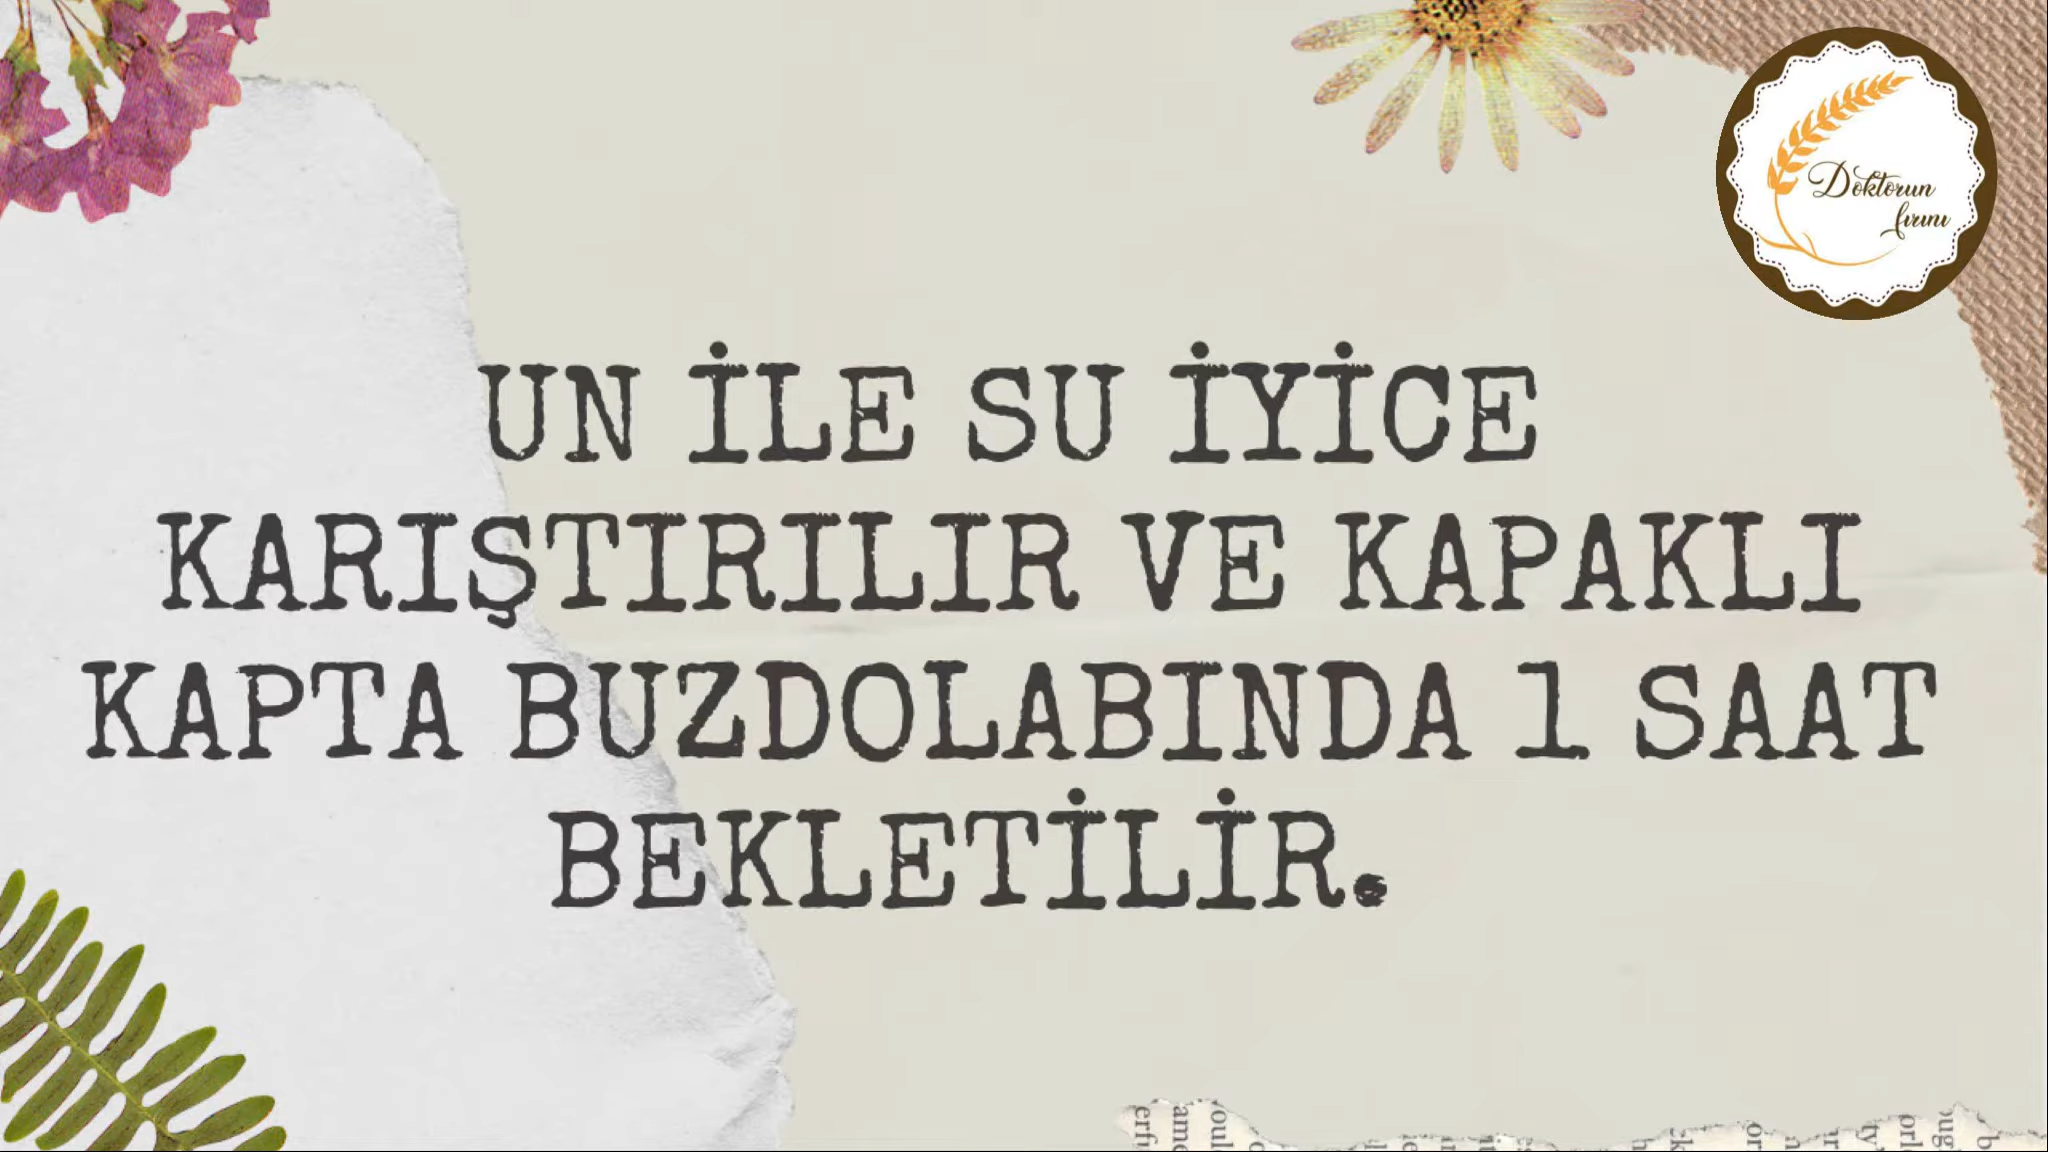 Doktorun
fırını
UN İLE SU İYİCE
KARIŞTIRILIR VE KAPAKLI
KAPTA BUZDOLABINDA 1 SAAT
BEKLETİLİR.